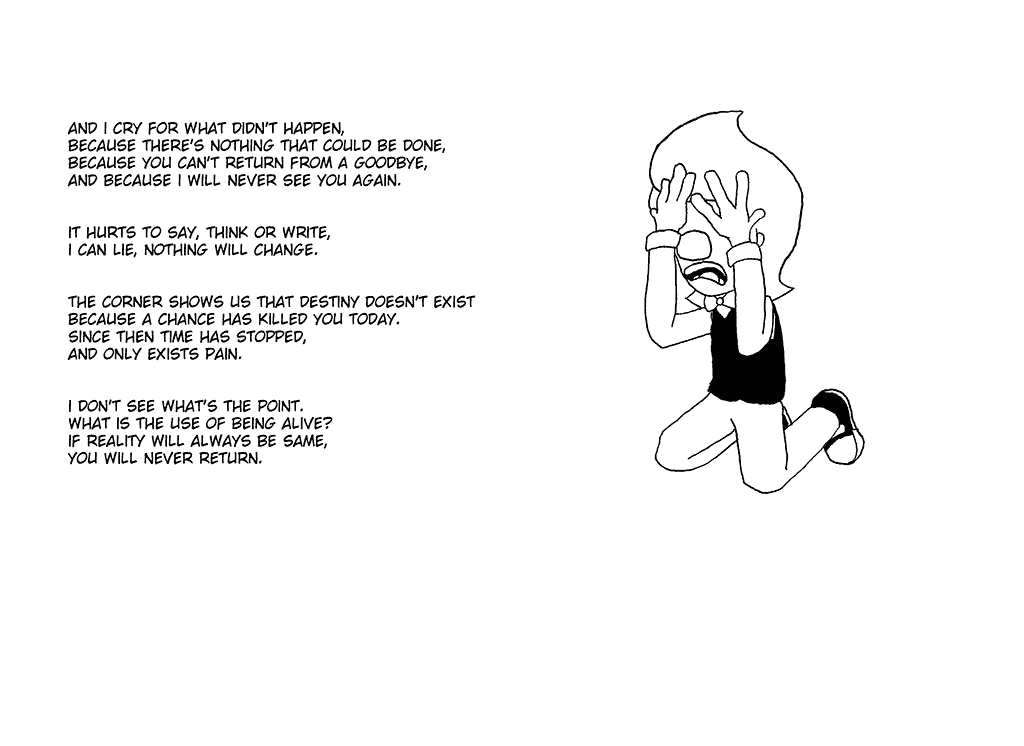 AND I CRY FOR WHAT DIDN'T HAPPEN,
BECAUSE THERE'S NOTHING THAT COULD BE DONE,
BECAUSE YOU CAN'T RETURN FROM A GOODBYE,
AND BECAUSE I WILL NEVER SEE YOU AGAIN.
IT HURTS TO SAY, THINK OR WRITE,
I CAN LIE, NOTHING WILL CHANGE.
THE CORNER SHOWS US THAT DESTINY DOESN'T EXIST
BECAUSE A CHANCE HAS KILLED YOU TODAY.
SINCE THEN TIME HAS STOPPED,
AND ONLY EXISTS PAIN.
I DON'T SEE WHAT'S THE POINT.
WHAT IS THE USE OF BEING ALIVE?
IF REALITY WILL ALWAYS BE SAME,
YOU WILL NEVER RETURN.